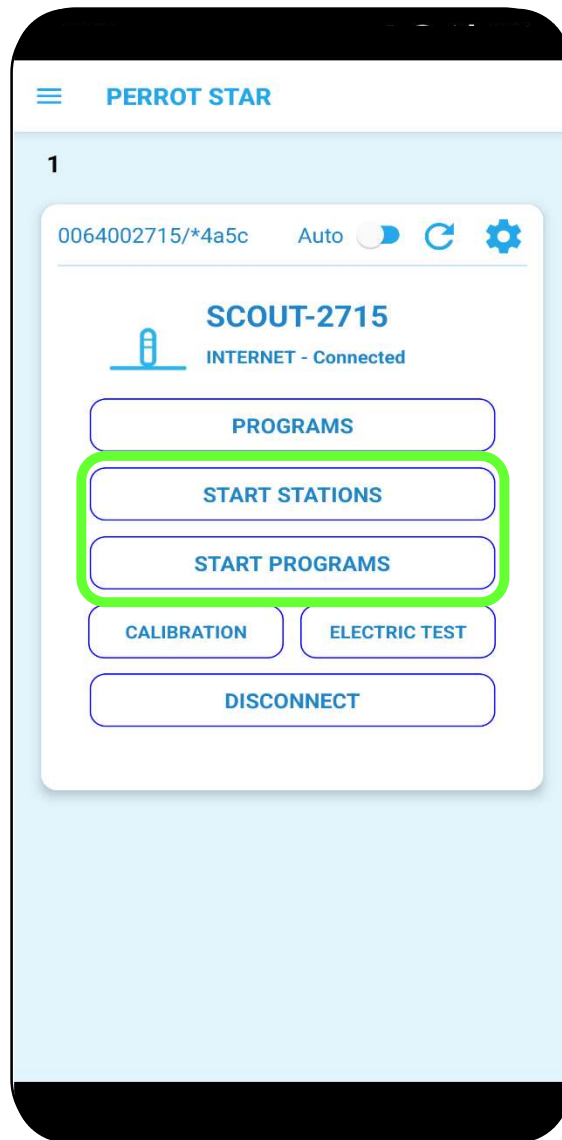 PERROT STAR
1
0064002715/*4a5c Auto
SCOUT-2715
INTERNET - Connected
PROGRAMS
START STATIONS
START PROGRAMS
CALIBRATION ELECTRIC TEST
DISCONNECT